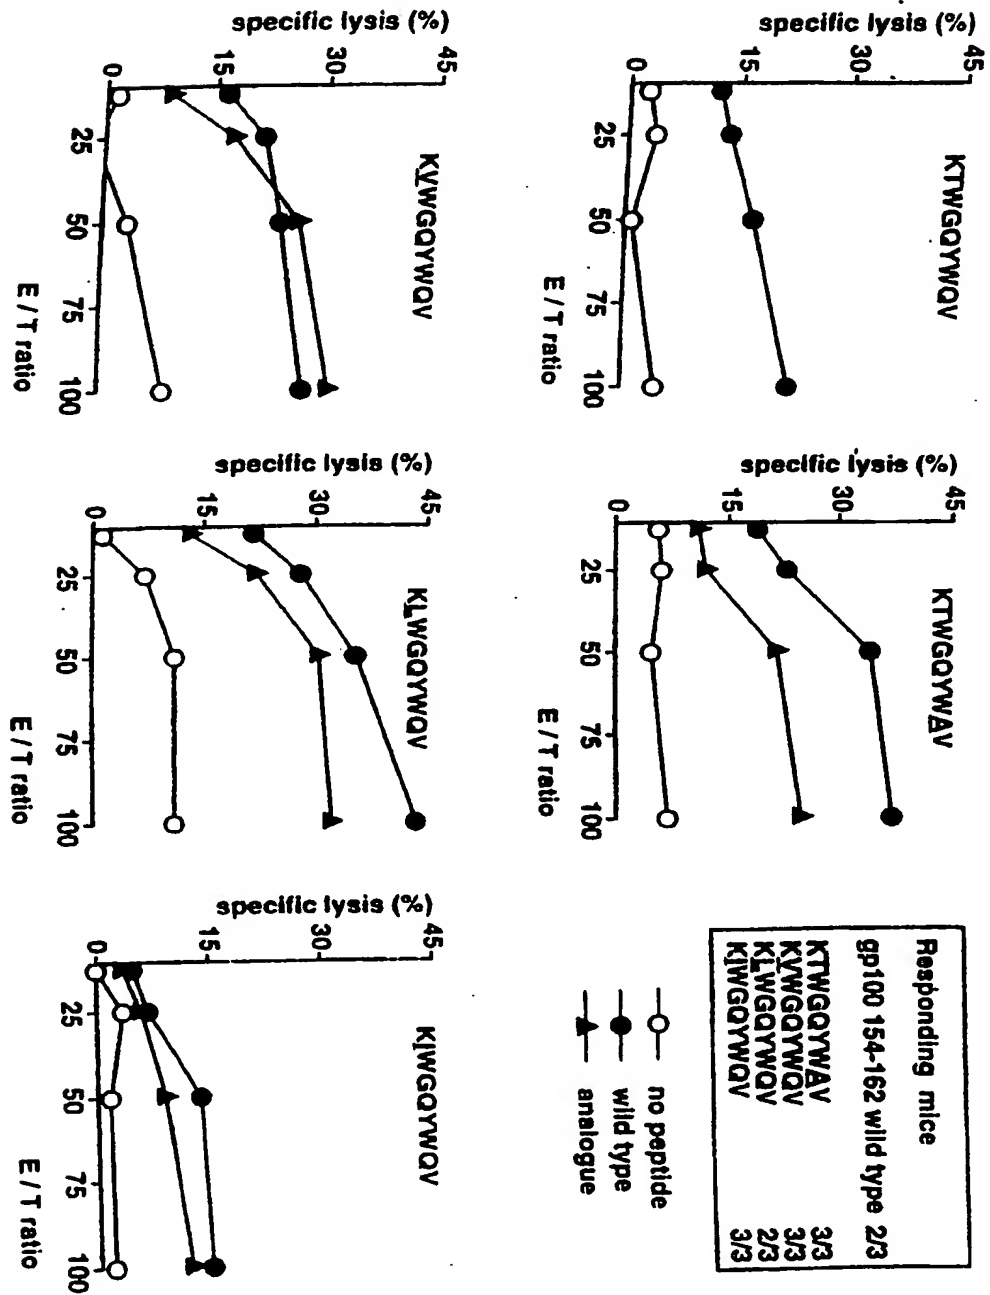 specific lysis (%)
45
30
15
0
KTWGQYWQV
25
50
75
100
E / T ratio
specific lysis (%)
45
30
15
0
KTWGQYWAV
25
50
75
100
E / T ratio
Responding mice
gp100 154-162 wild type 2/3
KTWGQYWAV 3/3
KVWGQYWQV 3/3
KLWGQYWQV 2/3
KIWGQYWQV 3/3
no peptide
wild type
analogue
specific lysis (%)
45
30
15
0
KVWGQYWQV
25
50
75
100
E / T ratio
specific lysis (%)
45
30
15
0
KLWGQYWQV
25
50
75
100
E / T ratio
specific lysis (%)
45
30
15
0
KIWGQYWQV
25
50
75
100
E / T ratio